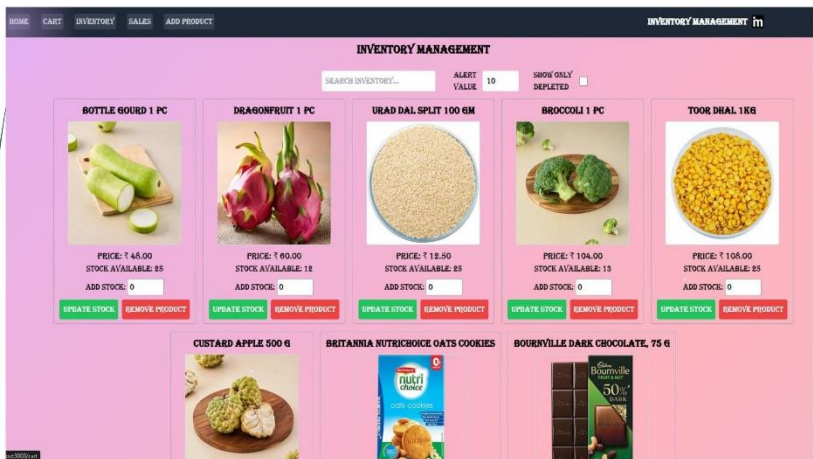 HOME CART INVENTORY SALES ADD PRODUCT INVENTORY MANAGEMENT in
INVENTORY MANAGEMENT
SEARCH INVENTORY... ALERT VALUE 10 SHOW ONLY DEPLETED
BOTTLE GOURD 1 PC
PRICE: ₹ 48.00
STOCK AVAILABLE: 25
ADD STOCK: 0
UPDATE STOCK REMOVE PRODUCT
DRAGONFRUIT 1 PC
PRICE: ₹ 60.00
STOCK AVAILABLE: 12
ADD STOCK: 0
UPDATE STOCK REMOVE PRODUCT
URAD DAL SPLIT 100 GM
PRICE: ₹ 12.50
STOCK AVAILABLE: 25
ADD STOCK: 0
UPDATE STOCK REMOVE PRODUCT
BROCCOLI 1 PC
PRICE: ₹ 104.00
STOCK AVAILABLE: 13
ADD STOCK: 0
UPDATE STOCK REMOVE PRODUCT
TOOR DHAL 1KG
PRICE: ₹ 108.00
STOCK AVAILABLE: 25
ADD STOCK: 0
UPDATE STOCK REMOVE PRODUCT
CUSTARD APPLE 500 G
BRITANNIA NUTRICHOICE OATS COOKIES
nutri
choice
oats cookies
BOURNVILLE DARK CHOCOLATE, 75 G
Cadbury
Bournville
FRUIT & NUT
50%
DARK